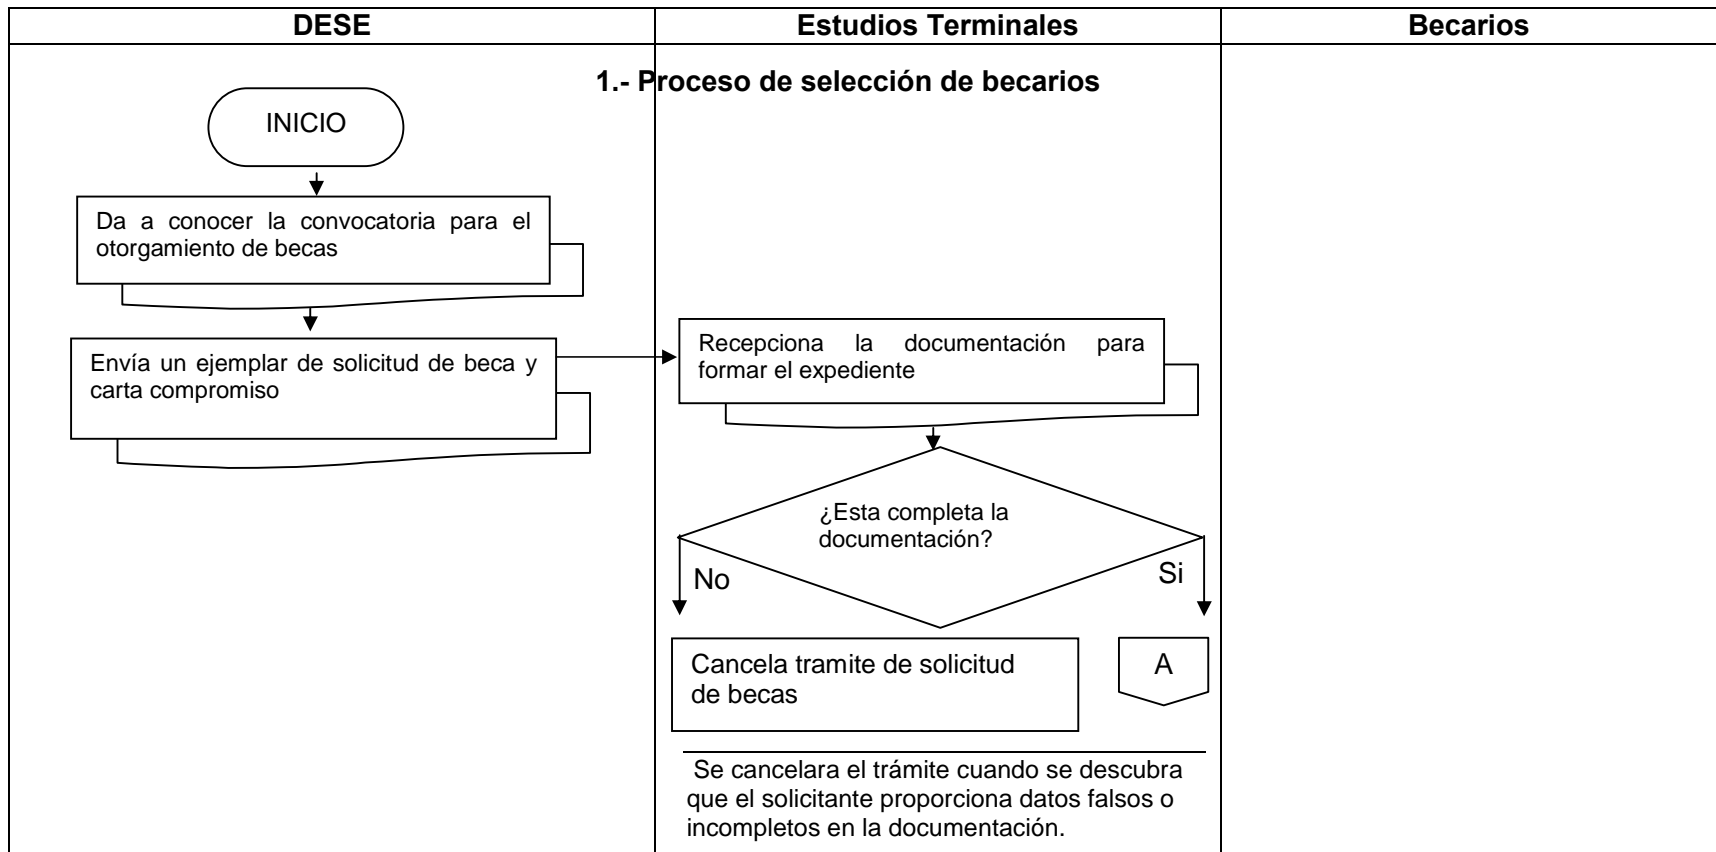 DESE
Estudios Terminales
Becarios
1.- Proceso de selección de becarios
INICIO
Da a conocer la convocatoria para el
otorgamiento de becas
Envía un ejemplar de solicitud de beca y
carta compromiso
Recepciona la documentación para
formar el expediente
¿Esta completa la
documentación?
No
Si
Cancela tramite de solicitud
de becas
A
Se cancelara el trámite cuando se descubra
que el solicitante proporciona datos falsos o
incompletos en la documentación.